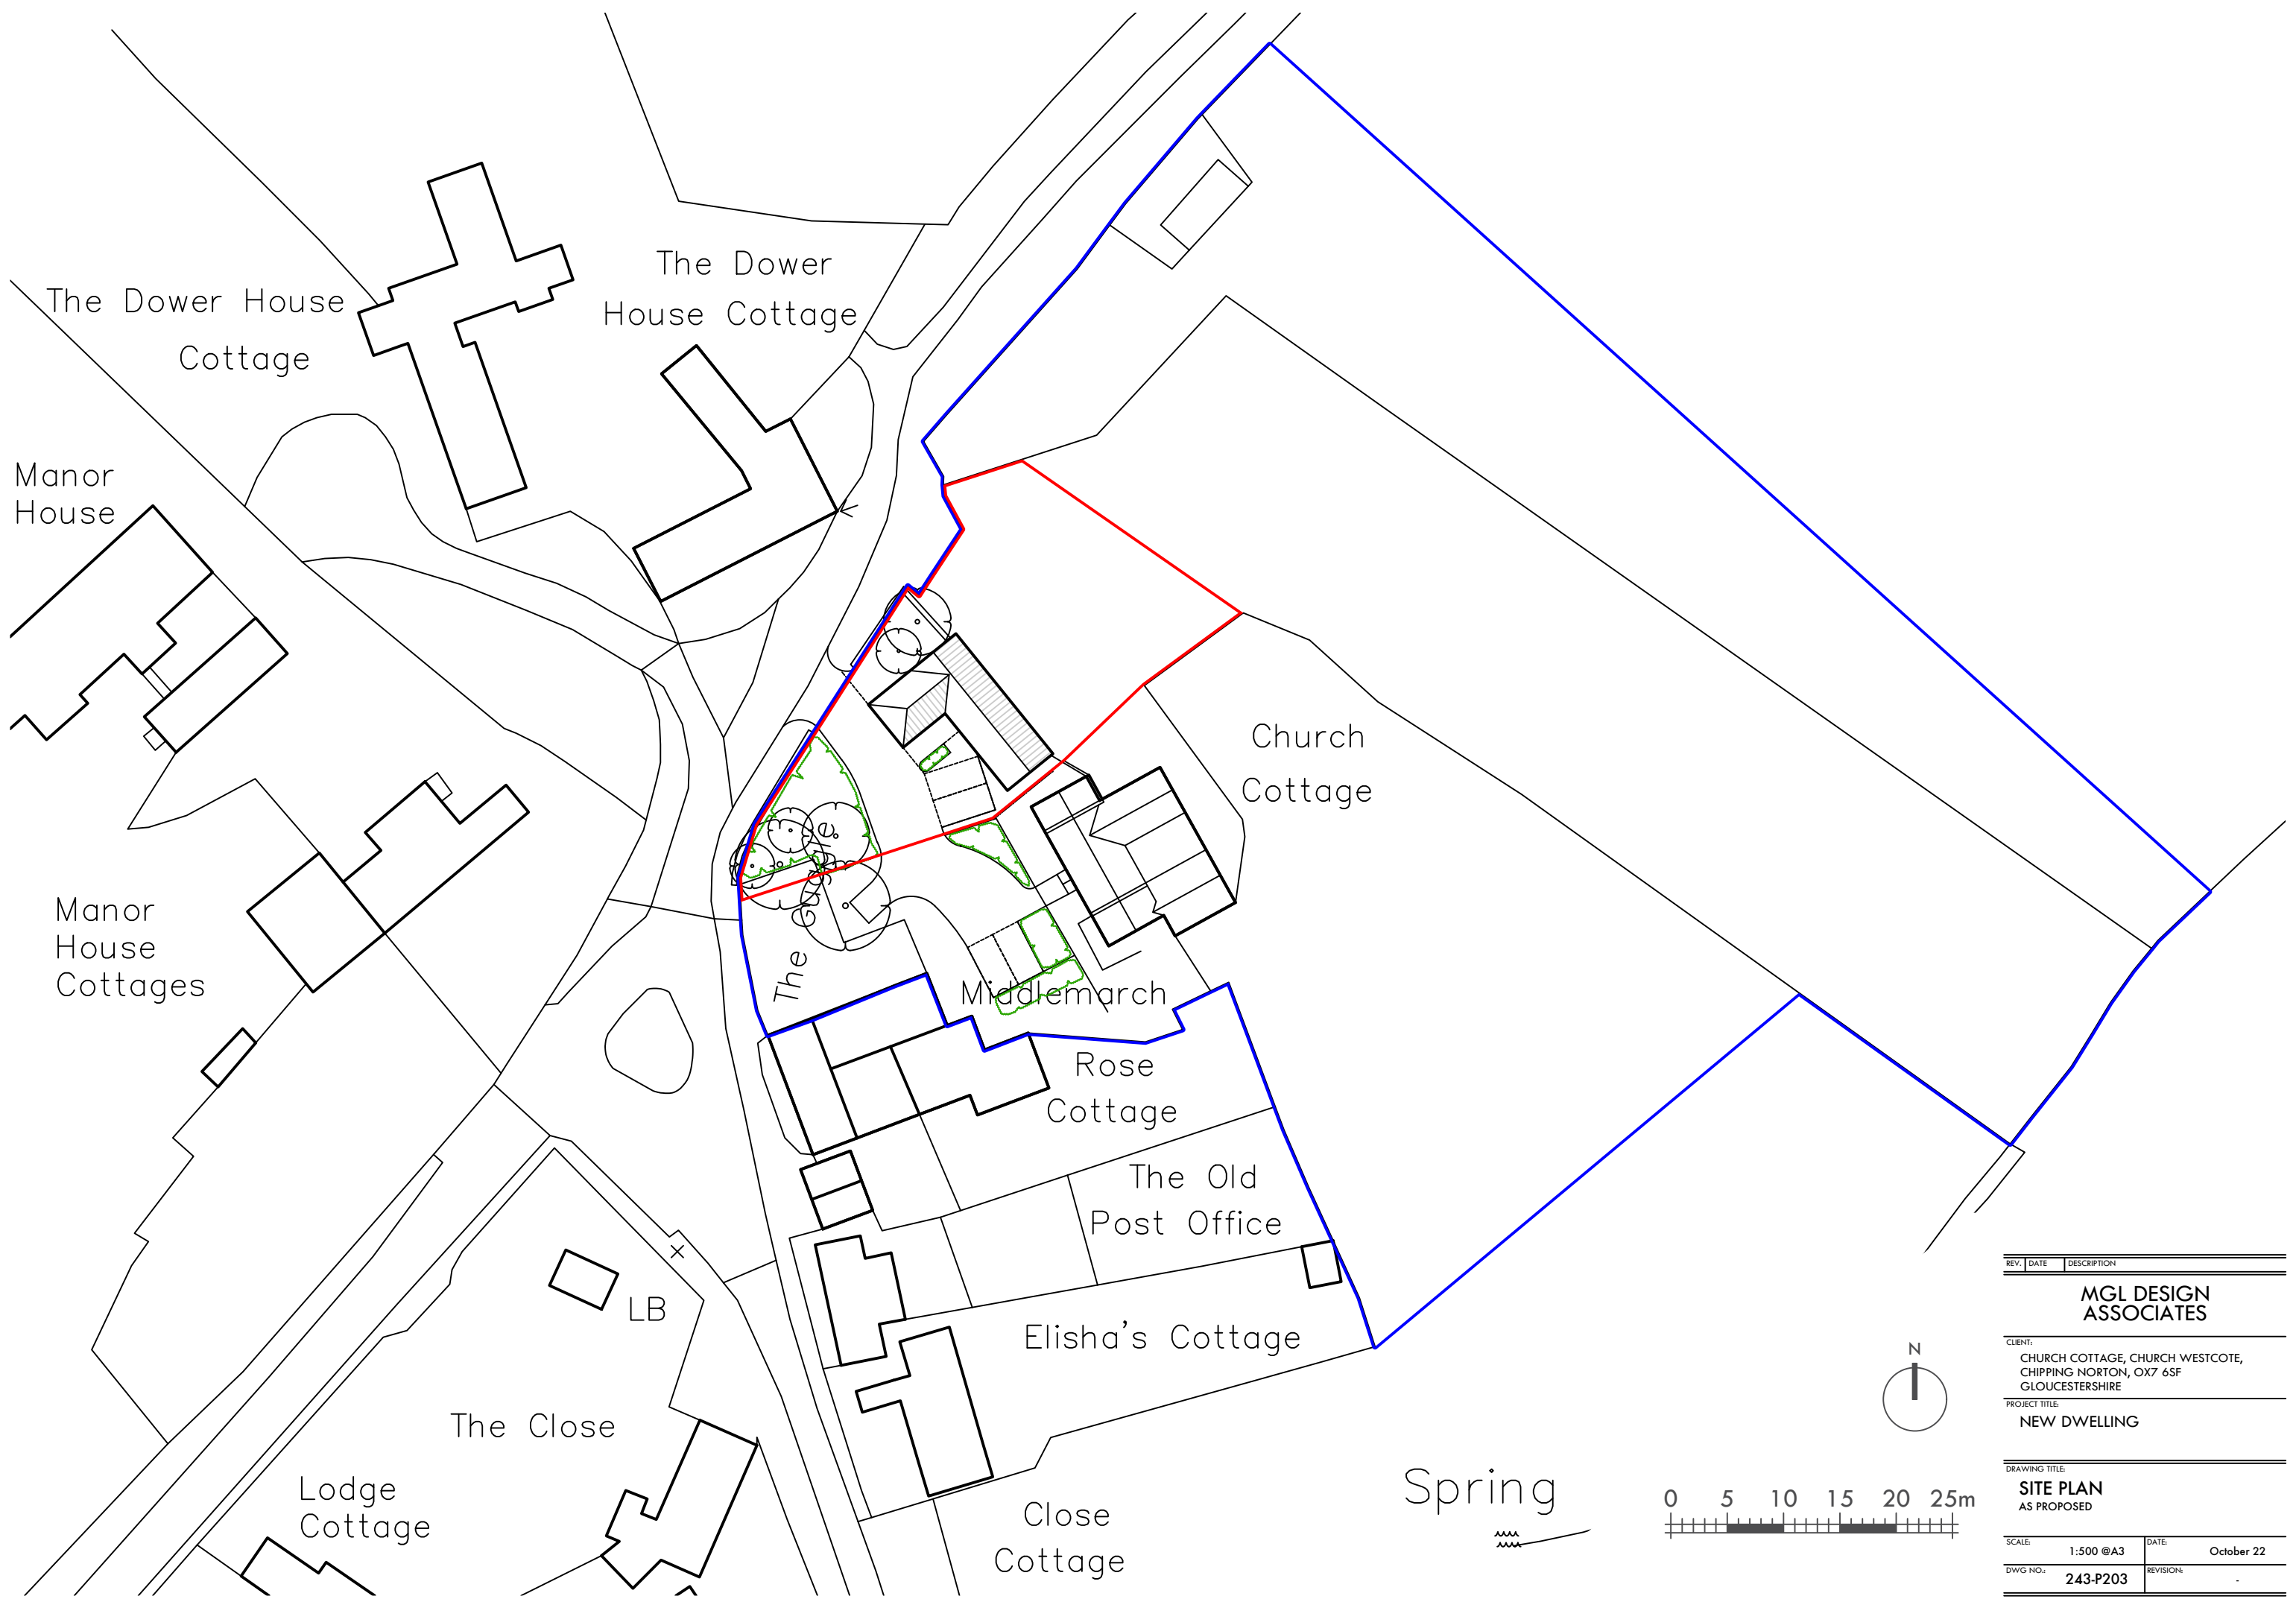 The Dower
House Cottage
The Dower House
Cottage
Manor
House
Church
Cottage
The Guggle
Manor
House
Cottages
Middlemarch
Rose
Cottage
The Old
Post Office
LB
Elisha's Cottage
The Close
Lodge
Cottage
Close
Cottage
Spring
N
0 5 10 15 20 25m
REV. DATE DESCRIPTION
MGL DESIGN
ASSOCIATES
CLIENT:
CHURCH COTTAGE, CHURCH WESTCOTE,
CHIPPING NORTON, OX7 6SF
GLOUCESTERSHIRE
PROJECT TITLE:
NEW DWELLING
DRAWING TITLE:
SITE PLAN
AS PROPOSED
SCALE: 1:500 @A3
DATE: October 22
DWG NO.: 243-P203
REVISION: -